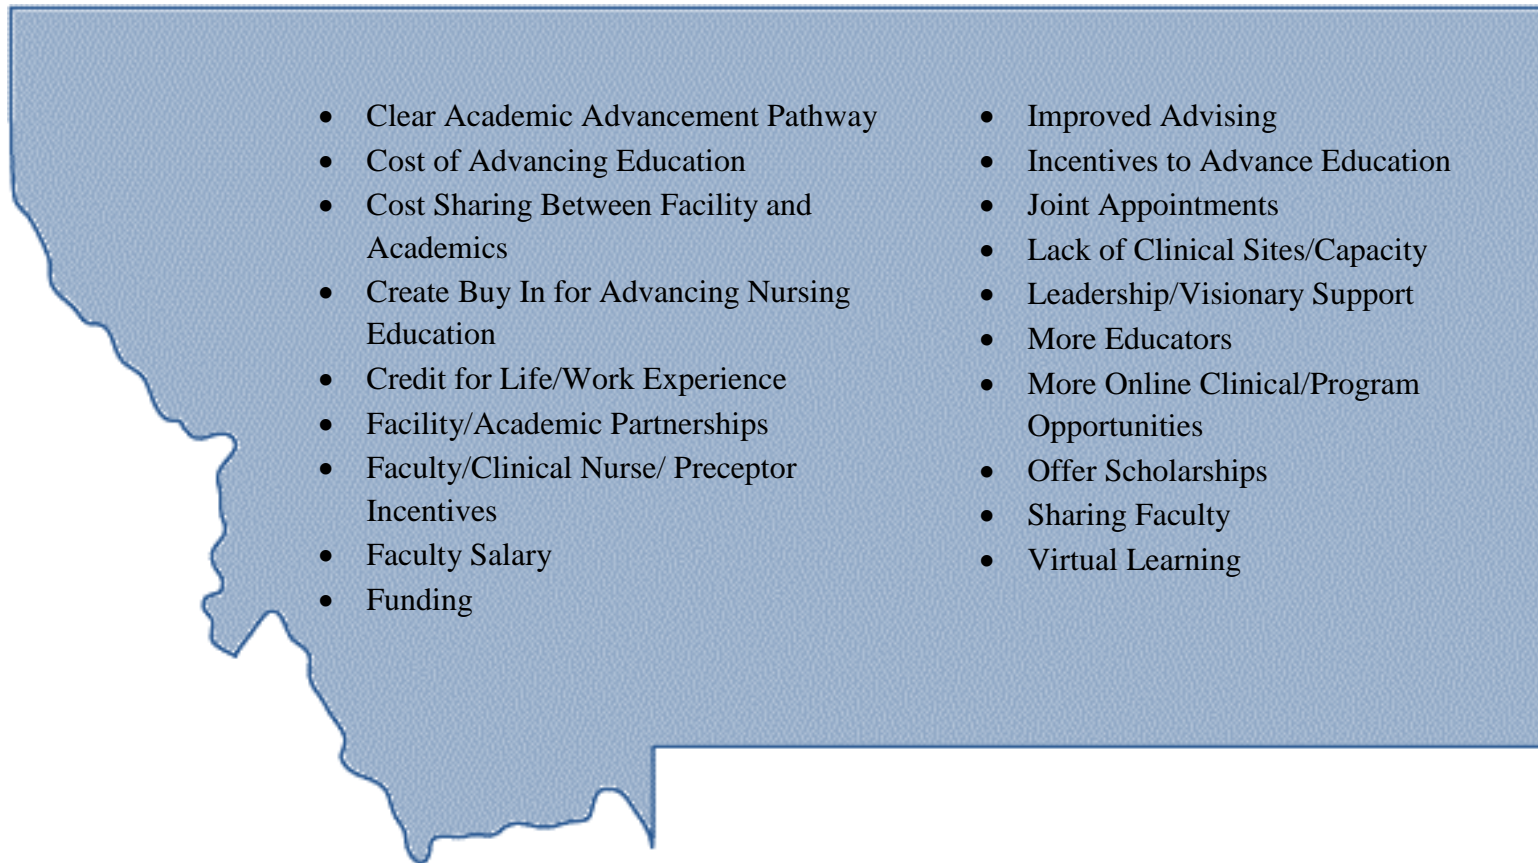 • Clear Academic Advancement Pathway
• Cost of Advancing Education
• Cost Sharing Between Facility and
Academics
• Create Buy In for Advancing Nursing
Education
• Credit for Life/Work Experience
• Facility/Academic Partnerships
• Faculty/Clinical Nurse/ Preceptor
Incentives
• Faculty Salary
• Funding
• Improved Advising
• Incentives to Advance Education
• Joint Appointments
• Lack of Clinical Sites/Capacity
• Leadership/Visionary Support
• More Educators
• More Online Clinical/Program
Opportunities
• Offer Scholarships
• Sharing Faculty
• Virtual Learning